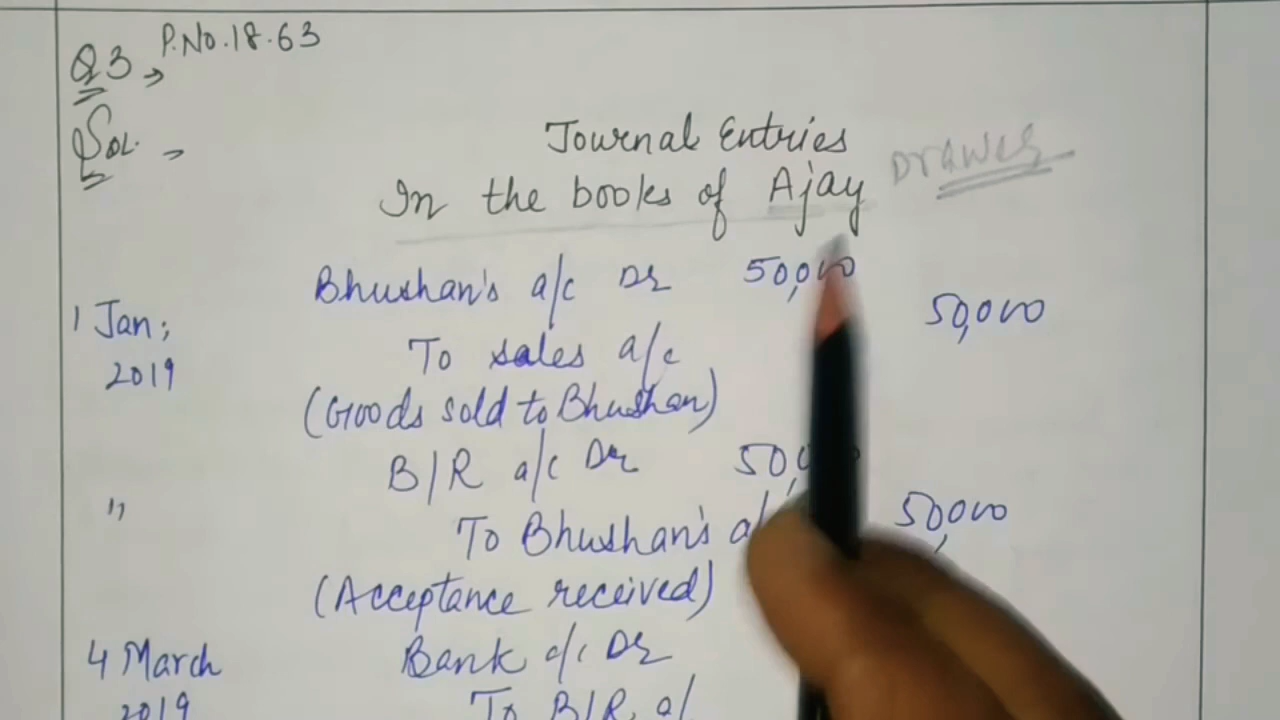 Q3 → P.No.18.63
Sol. →
Journal Entries
In the books of Ajay Drawer
1 Jan; Bhushan's a/c Dr 50,000
2019 To sales a/c 50,000
(Goods sold to Bhushan)
" B/R a/c Dr
To Bhushan's 50,000
(Acceptance received)
4 March Bank a/c Dr
2019 To B/R